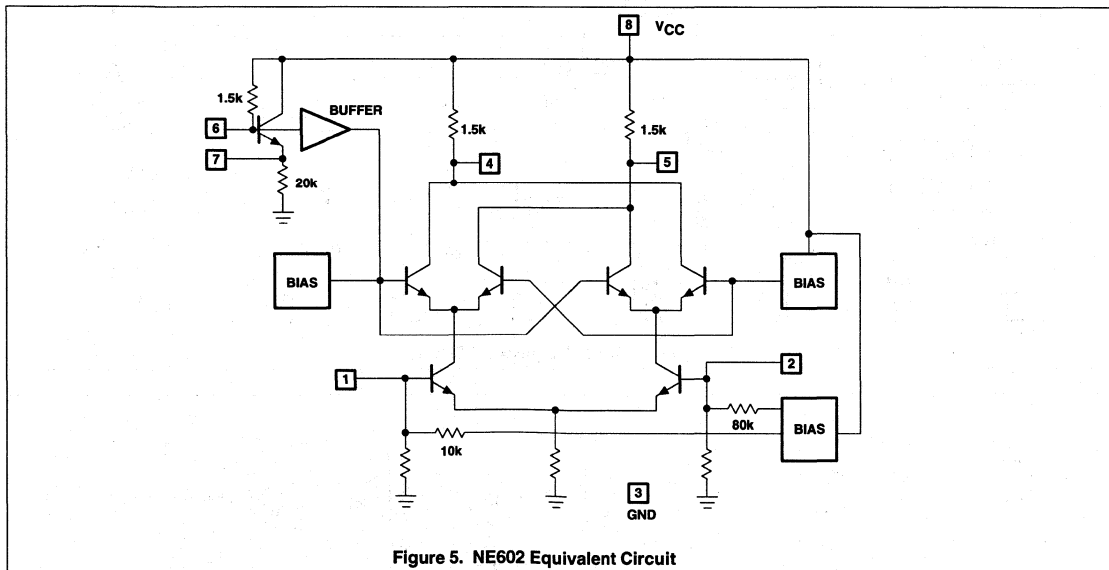 8 VCC
1.5k
BUFFER
6
1.5k
1.5k
7
4
5
20k
BIAS
BIAS
1
2
10k
80k
BIAS
3
GND
Figure 5. NE602 Equivalent Circuit